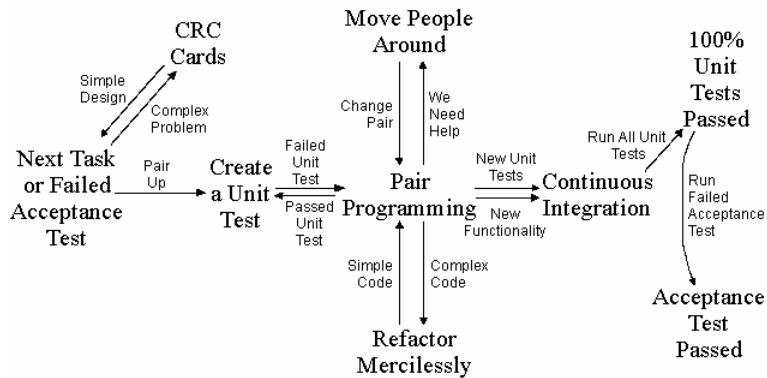 CRC
Cards
Simple
Design
Complex
Problem
Next Task
or Failed
Acceptance
Test
Pair
Up
Create
a Unit
Test
Failed
Unit
Test
Passed
Unit
Test
Move People
Around
Change
Pair
We
Need
Help
Pair
Programming
Simple
Code
Complex
Code
Refactor
Mercilessly
New Unit
Tests
New
Functionality
Continuous
Integration
Run All Unit
Tests
100%
Unit
Tests
Passed
Run
Failed
Acceptance
Test
Acceptance
Test
Passed